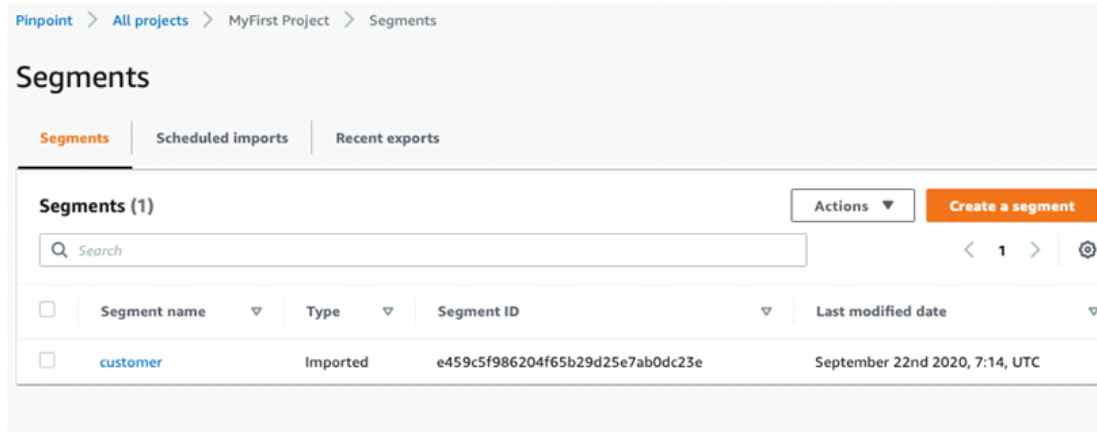 Pinpoint > All projects > MyFirst Project > Segments
Segments
Segments Scheduled imports Recent exports
Segments (1) Actions Create a segment
Search < 1 >
Segment name Type Segment ID Last modified date
customer Imported e459c5f986204f65b29d25e7ab0dc23e September 22nd 2020, 7:14, UTC